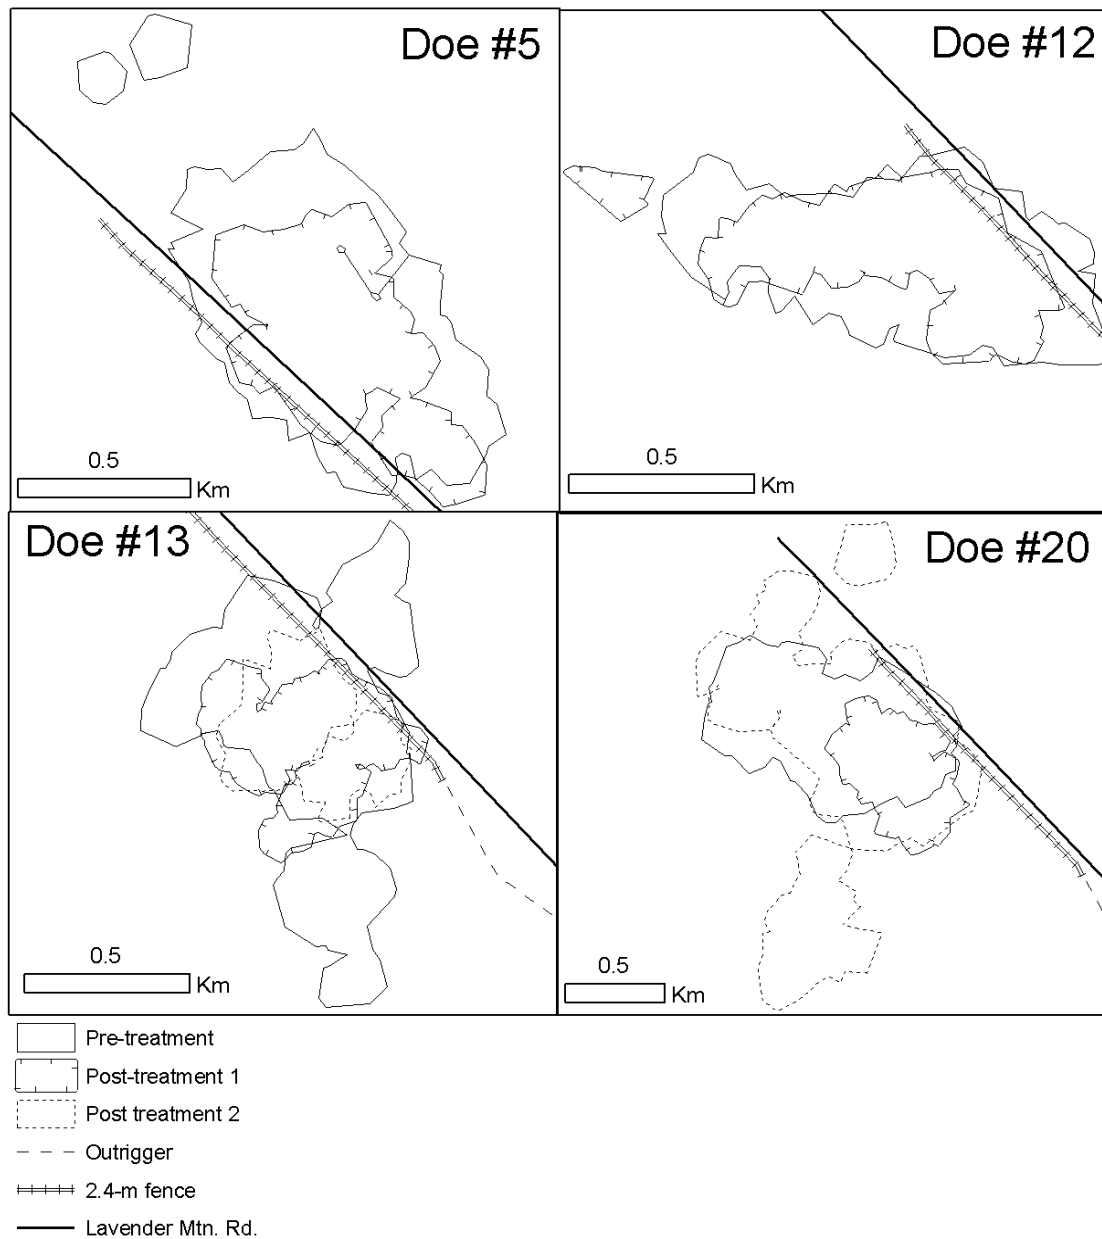 Doe #5
Doe #12
0.5
Km
0.5
Km
Doe #13
Doe #20
0.5
Km
0.5
Km
Pre-treatment
Post-treatment 1
Post treatment 2
Outrigger
2.4-m fence
Lavender Mtn. Rd.